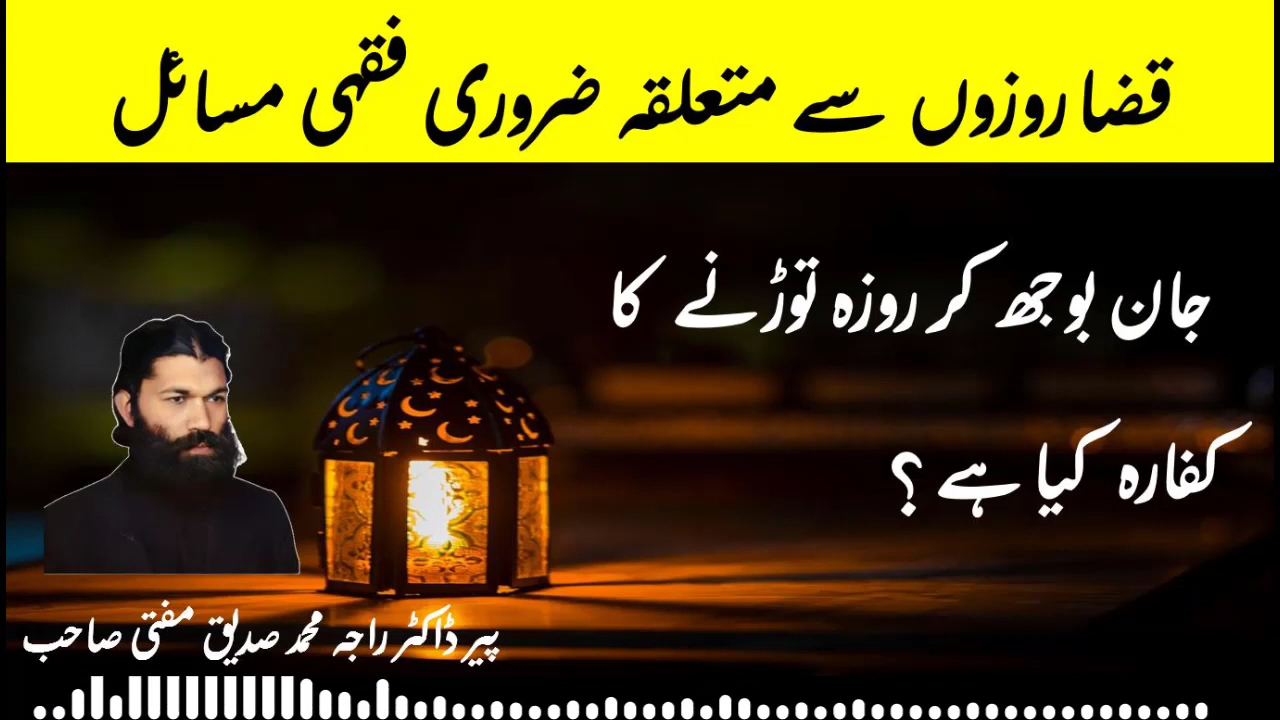 قضا روزوں سے متعلقہ ضروری فقہی مسائل
جان بوجھ کر روزہ توڑنے کا
کفارہ کیا ہے؟
پیر ڈاکٹر راجہ محمد صدیق مفتی صاحب